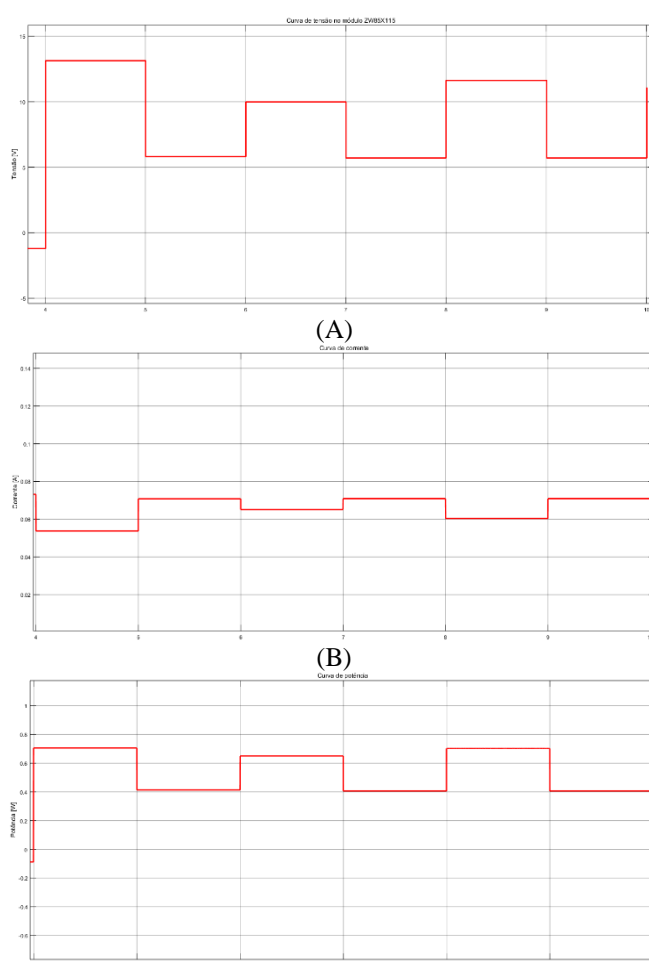 Curva de tensão no módulo ZW85X115
15
10
5
0
-5
Tensão [V]
4 5 6 7 8 9 10
(A)
Curva de corrente
0.14
0.12
0.1
0.08
0.06
0.04
0.02
Corrente [A]
4 5 6 7 8 9
(B)
Curva de potência
1
0.8
0.6
0.4
0.2
0
-0.2
-0.4
-0.6
Potência [W]